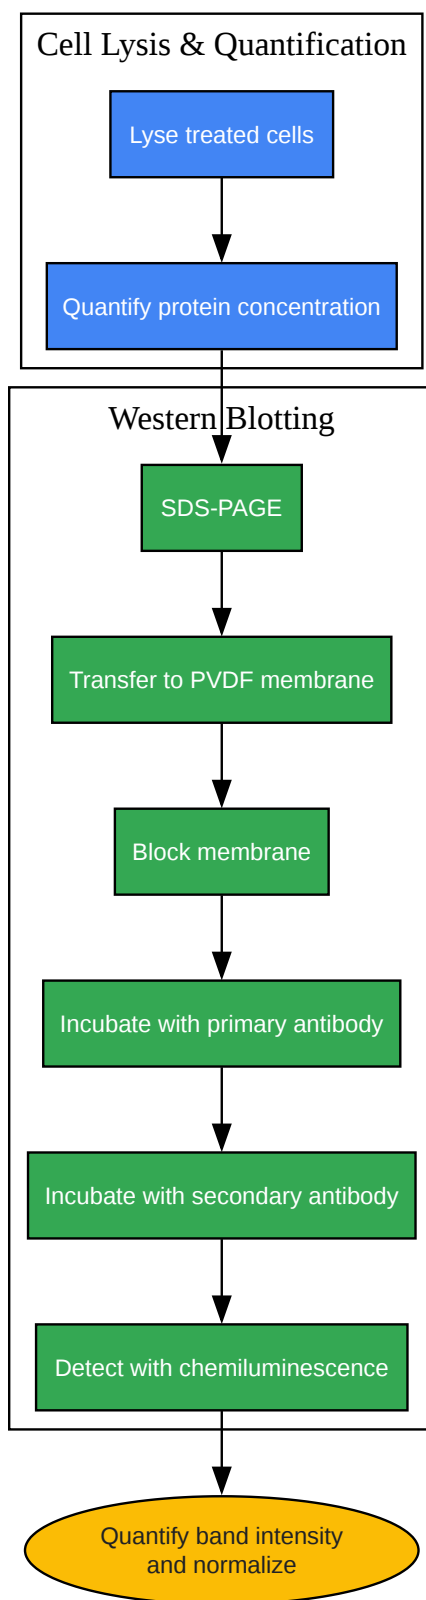 Cell Lysis & Quantification
Lyse treated cells
Quantify protein concentration
Western Blotting
SDS-PAGE
Transfer to PVDF membrane
Block membrane
Incubate with primary antibody
Incubate with secondary antibody
Detect with chemiluminescence
Quantify band intensity
and normalize